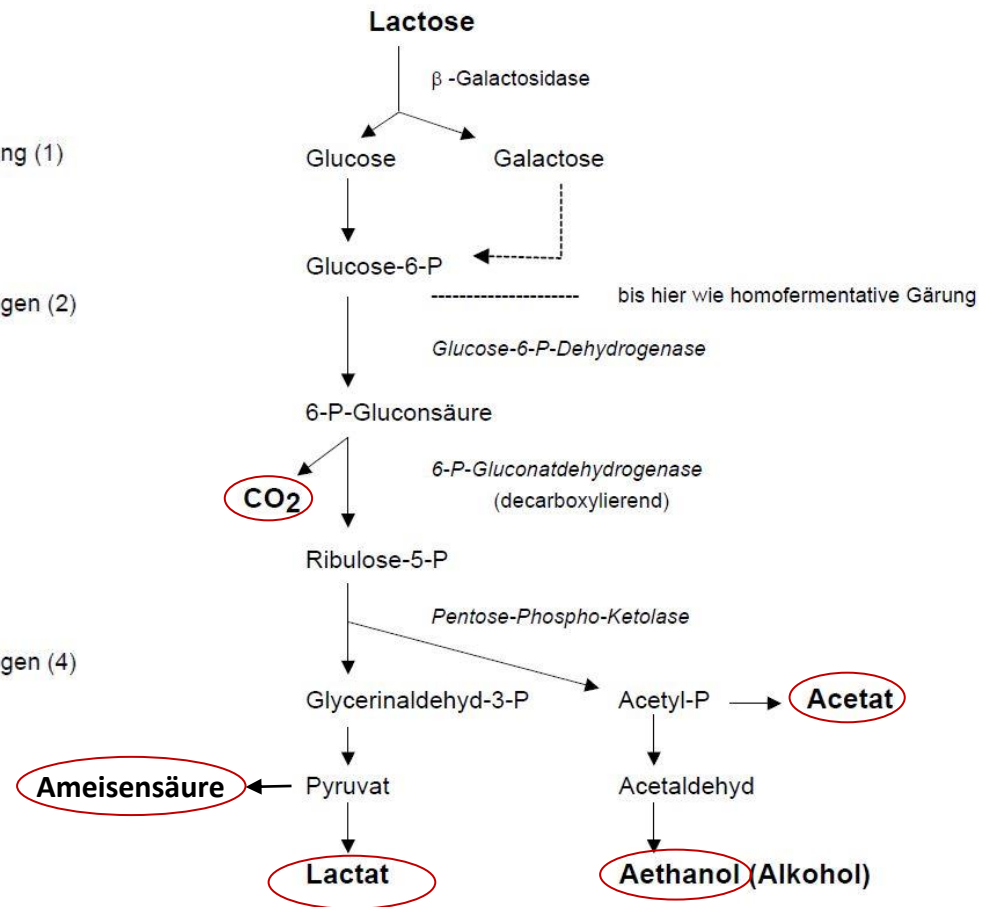 Lactose
β -Galactosidase
ng (1)
Glucose
Galactose
Glucose-6-P
gen (2)
bis hier wie homofermentative Gärung
Glucose-6-P-Dehydrogenase
6-P-Gluconsäure
6-P-Gluconatdehydrogenase
(decarboxylierend)
CO2
Ribulose-5-P
Pentose-Phospho-Ketolase
gen (4)
Glycerinaldehyd-3-P
Acetyl-P
Acetat
Ameisensäure
Pyruvat
Acetaldehyd
Lactat
Aethanol (Alkohol)